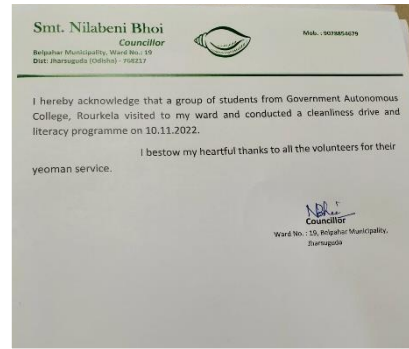 Smt. Nilabeni Bhoi
Councillor
Belpahar Municipality, Ward No.: 19
Dist: Jharsuguda (Odisha) - 768217
Mob. : 9078854679
I hereby acknowledge that a group of students from Government Autonomous
College, Rourkela visited to my ward and conducted a cleanliness drive and
literacy programme on 10.11.2022.
I bestow my heartful thanks to all the volunteers for their
yeoman service.
NBhoi
Councillor
Ward No. : 19, Belpahar Municipality,
Jharsuguda